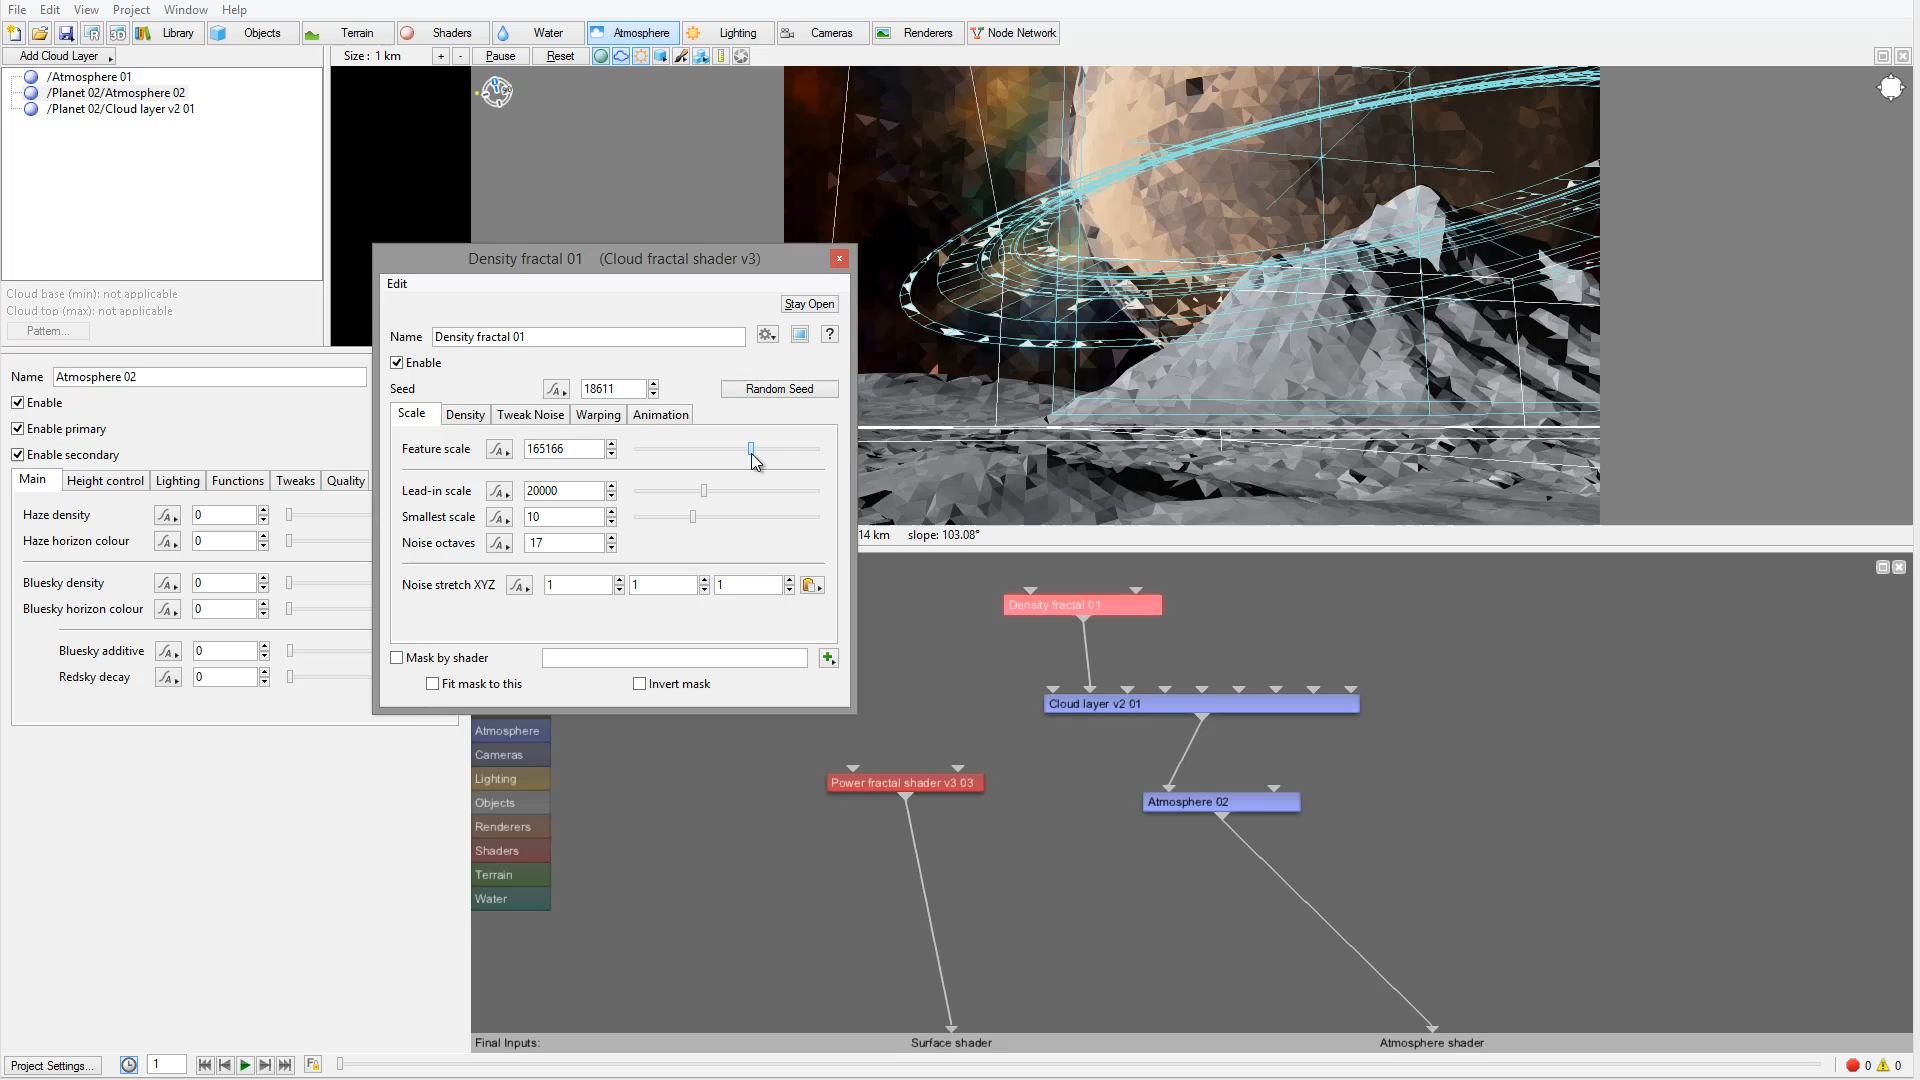 File Edit View Project Window Help
Library Objects Terrain Shaders Water Atmosphere Lighting Cameras Renderers Node Network
Add Cloud Layer Size: 1 km + - Pause Reset
/Atmosphere 01
/Planet 02/Atmosphere 02
/Planet 02/Cloud layer v2 01
Cloud base (min): not applicable
Cloud top (max): not applicable
Pattern...
Name Atmosphere 02
Enable
Enable primary
Enable secondary
Main Height control Lighting Functions Tweaks Quality
Haze density 0
Haze horizon colour 0
Bluesky density 0
Bluesky horizon colour 0
Bluesky additive 0
Redsky decay 0
Density fractal 01 (Cloud fractal shader v3) x
Edit
Stay Open
Name Density fractal 01 ?
Enable
Seed 18611 Random Seed
Scale Density Tweak Noise Warping Animation
Feature scale 165166
Lead-in scale 20000
Smallest scale 10
Noise octaves 17
Noise stretch XYZ 1 1 1
Mask by shader
Fit mask to this Invert mask
14 km slope: 103.08°
Density fractal 01
Cloud layer v2 01
Power fractal shader v3 03
Atmosphere 02
Atmosphere
Cameras
Lighting
Objects
Renderers
Shaders
Terrain
Water
Final Inputs: Surface shader Atmosphere shader
Project Settings... 1 0 0